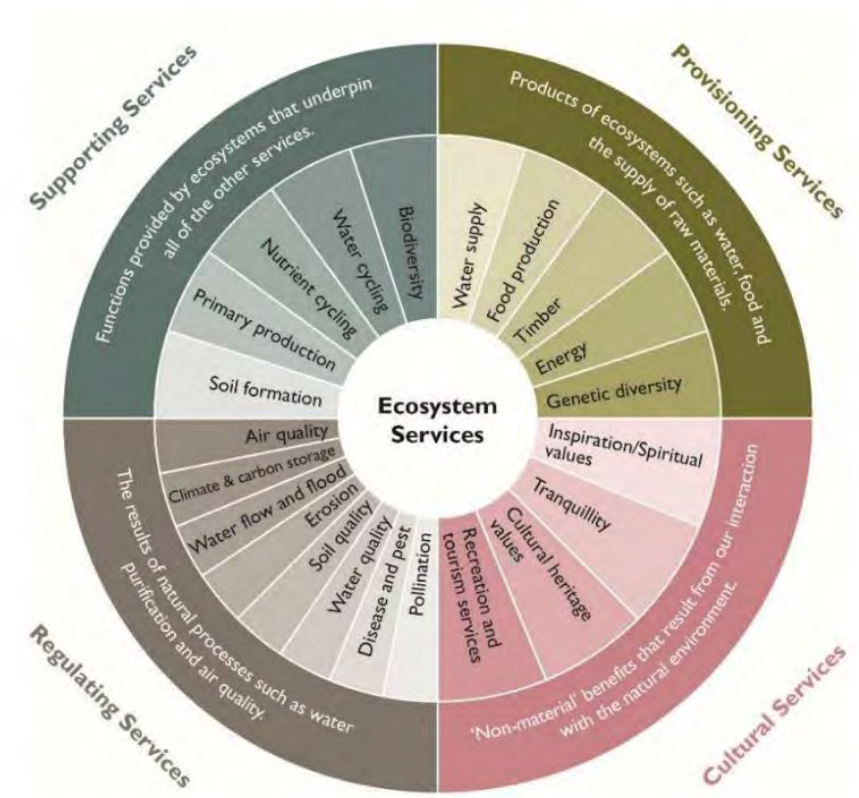 Supporting Services
Functions provided by ecosystems that underpin
all of the other services.
Biodiversity
Water cycling
Nutrient cycling
Primary production
Soil formation
Provisioning Services
Products of ecosystems such as water, food and
the supply of raw materials.
Water supply
Food production
Timber
Energy
Genetic diversity
Ecosystem
Services
Regulating Services
The results of natural processes such as water
purification and air quality.
Air quality
Climate & carbon storage
Water flow and flood
Erosion
Soil quality
Water quality
Disease and pest
Pollination
Cultural Services
'Non-material' benefits that result from our interaction
with the natural environment.
Inspiration/Spiritual
values
Tranquillity
Cultural heritage
values
Recreation and
tourism services